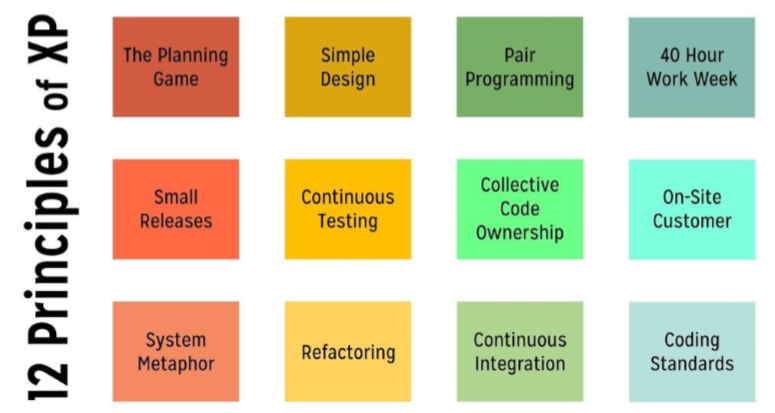 12 Principles of XP
The Planning
Game
Simple
Design
Pair
Programming
40 Hour
Work Week
Small
Releases
Continuous
Testing
Collective
Code
Ownership
On-Site
Customer
System
Metaphor
Refactoring
Continuous
Integration
Coding
Standards